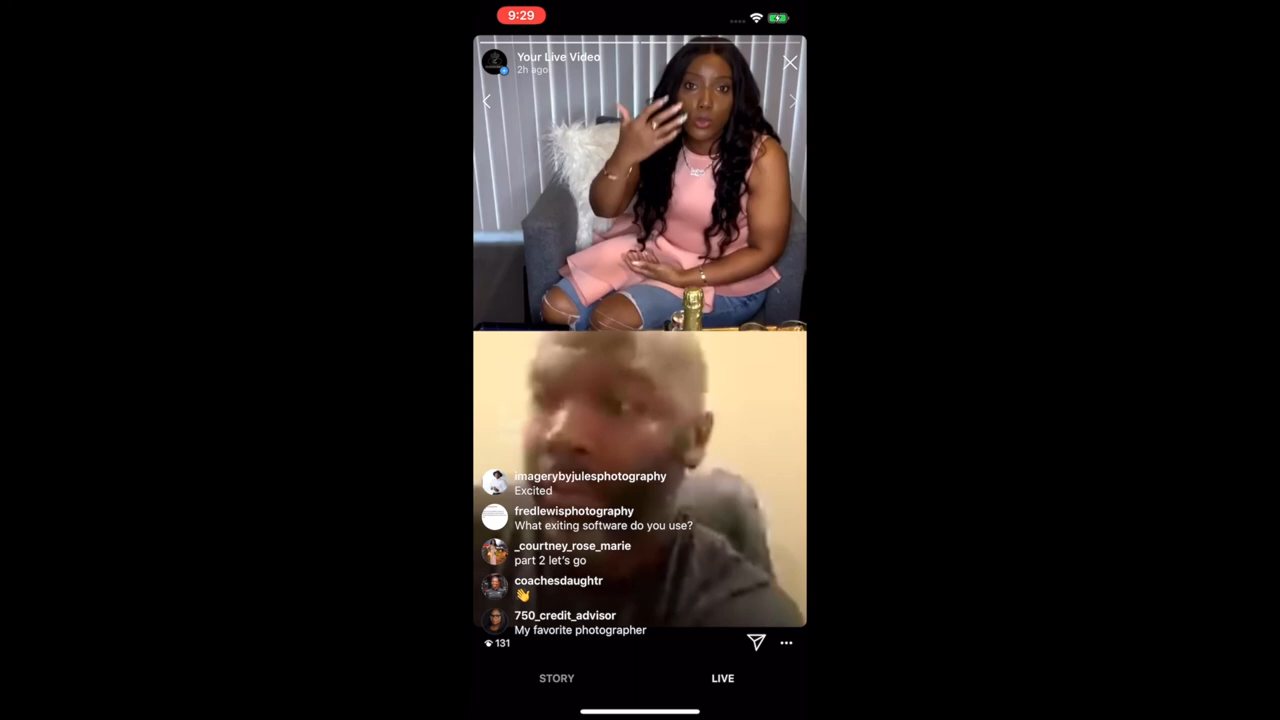 9:29
Your Live Video
2h ago
imagerybyjulesphotography
Excited
fredlewisphotography
What exiting software do you use?
_courtney_rose_marie
part 2 let's go
coachesdaughtr
👋
750_credit_advisor
My favorite photographer
131
STORY
LIVE